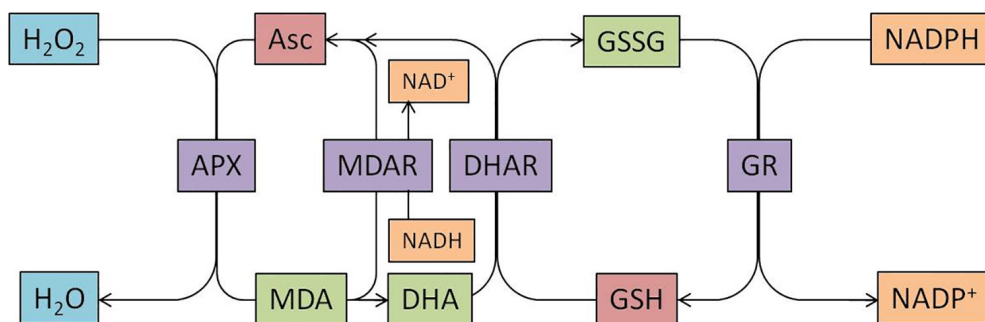 H₂O₂
Asc
GSSG
NADPH
NAD⁺
APX
MDAR
DHAR
GR
NADH
H₂O
MDA
DHA
GSH
NADP⁺